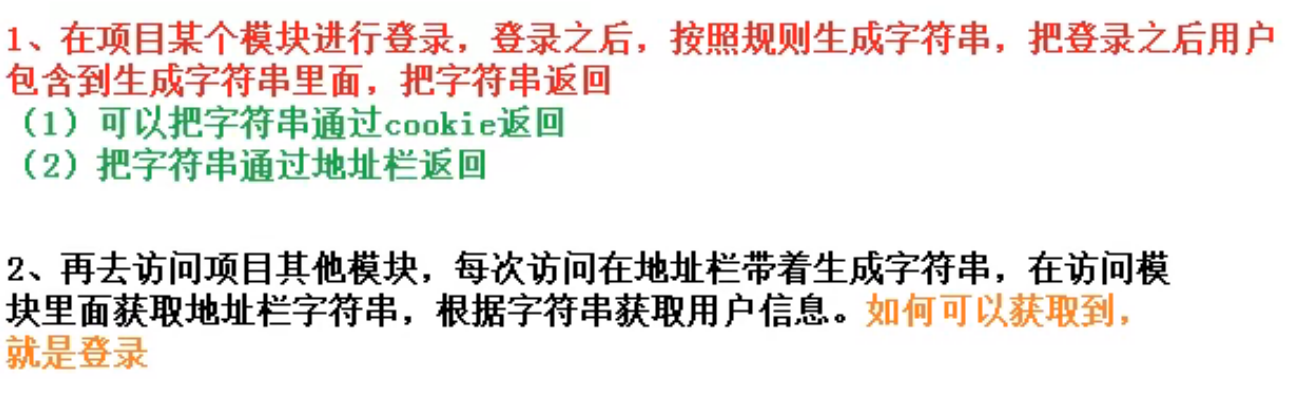 1、在项目某个模块进行登录，登录之后，按照规则生成字符串，把登录之后用户
包含到生成字符串里面，把字符串返回
（1）可以把字符串通过cookie返回
（2）把字符串通过地址栏返回
2、再去访问项目其他模块，每次访问在地址栏带着生成字符串，在访问模
块里面获取地址栏字符串，根据字符串获取用户信息。如何可以获取到，
就是登录